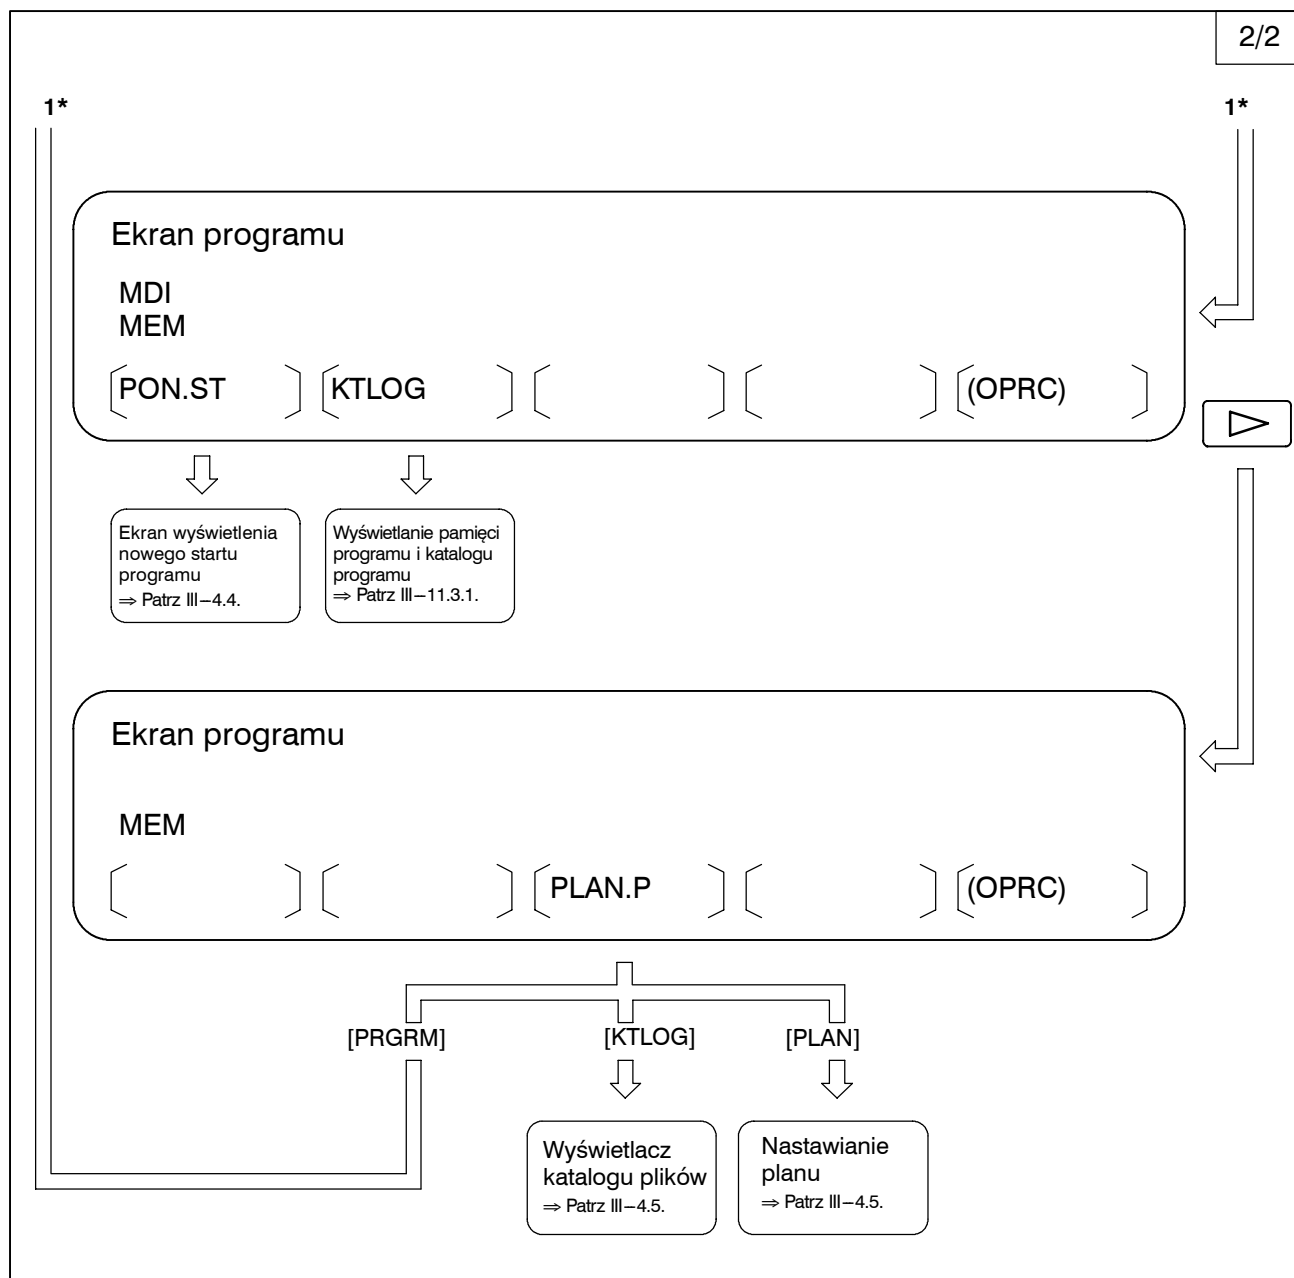 2/2
1*
1*
Ekran programu
MDI
MEM
PON.ST
KTLOG
(OPRC)
Ekran wyświetlenia
nowego startu
programu
⇒ Patrz III–4.4.
Wyświetlanie pamięci
programu i katalogu
programu
⇒ Patrz III–11.3.1.
Ekran programu
MEM
PLAN.P
(OPRC)
[PRGRM]
[KTLOG]
[PLAN]
Wyświetlacz
katalogu plików
⇒ Patrz III–4.5.
Nastawianie
planu
⇒ Patrz III–4.5.